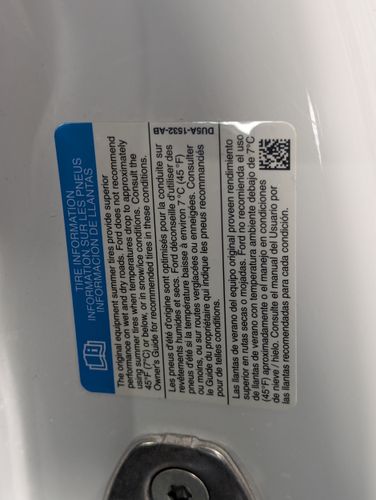 TIRE INFORMATION
INFORMATION SUR LES PNEUS
INFORMACIÓN DE LLANTAS
The original equipment summer tires provide superior
performance on wet and dry roads. Ford does not recommend
using summer tires when temperatures drop to approximately
45°F (7°C) or below, or in snow/ice conditions. Consult the
Owner's Guide for recommended tires in these conditions.
DU5A-1532-AB
Les pneus d'été d'origine sont optimisés pour la conduite sur
revêtements humides et secs. Ford déconseille d'utiliser des
pneus d'été si la température baisse à environ 7°C (45°F)
ou moins, ou sur routes verglacées ou enneigées. Consulter
le Guide du propriétaire qui indique les pneus recommandés
pour de telles conditions.
Las llantas de verano del equipo original proveen rendimiento
superior en rutas secas o mojadas. Ford no recomienda el uso
de llantas de verano con temperatura ambiente debajo de 7°C
(45°F) aproximadamente o el manejo en condiciones
de nieve / hielo. Consulte el manual del Usuario por
las llantas recomendadas para cada condición.